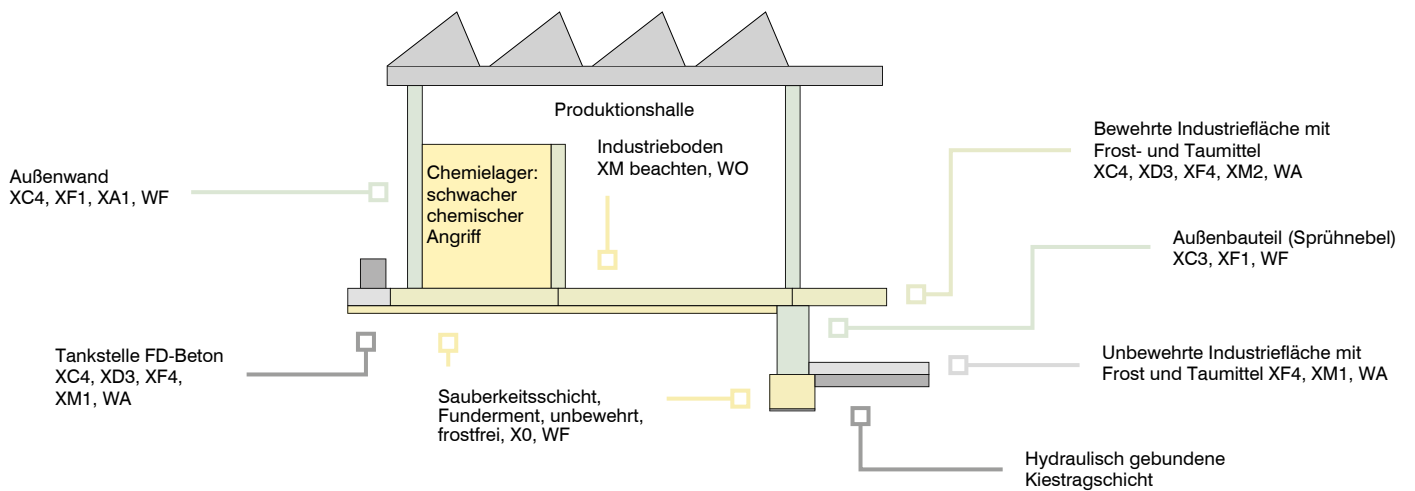 Produktionshalle
Industrieboden
XM beachten, WO
Chemielager:
schwacher
chemischer
Angriff
Außenwand
XC4, XF1, XA1, WF
Bewehrte Industriefläche mit
Frost- und Taumittel
XC4, XD3, XF4, XM2, WA
Außenbauteil (Sprühnebel)
XC3, XF1, WF
Tankstelle FD-Beton
XC4, XD3, XF4,
XM1, WA
Sauberkeitsschicht,
Funderment, unbewehrt,
frostfrei, X0, WF
Unbewehrte Industriefläche mit
Frost und Taumittel XF4, XM1, WA
Hydraulisch gebundene
Kiestragschicht